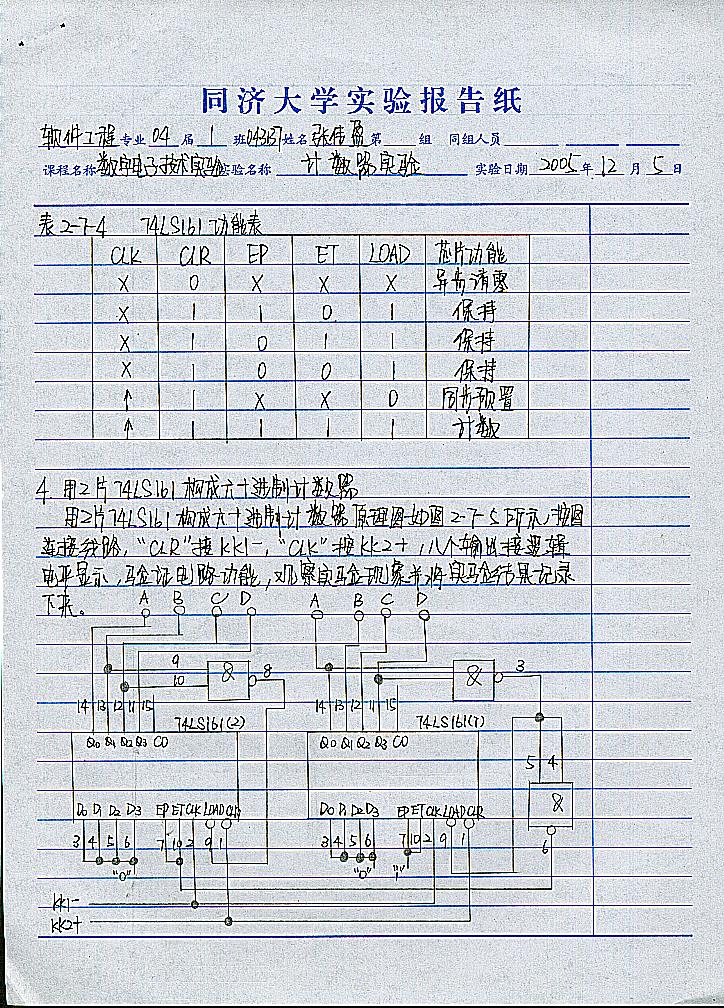 同济大学实验报告纸
软件工程 专业 04 届 1 班 043137 姓名 张伟 第 组 同组人员
课程名称 数字电子技术实验 实验名称 计数器实验 实验日期 2005 年 12 月 5 日
表2-7-4 74LS161功能表
CLK CLR EP ET LOAD 芯片功能
X 0 X X X 异步清零
X 1 1 0 1 保持
X 1 0 1 1 保持
X 1 0 0 1 保持
↑ 1 X X 0 同步预置
↑ 1 1 1 1 计数
4. 用2片74LS161构成六十进制计数器
用2片74LS161构成六十进制计数器原理图如图2-7-5所示,按图
连接线路,"CLR"接KK1-,"CLK"接KK2+,八个输出接逻辑
电平显示,验证电路功能,观察实验现象并将实验结果记录
下来。
A B C D A B C D
9 & 8 & 3
10
14 13 12 11 15 14 13 12 11 15
74LS161(2) 74LS161(1)
Q0 Q1 Q2 Q3 CO Q0 Q1 Q2 Q3 CO
5 4
&
D0 D1 D2 D3 EP ET CLK LOAD CLR D0 D1 D2 D3 EP ET CLK LOAD CLR
3 4 5 6 7 10 2 9 1 3 4 5 6 7 10 2 9 1 6
"0" "0" "1"
KK1-
KK2+